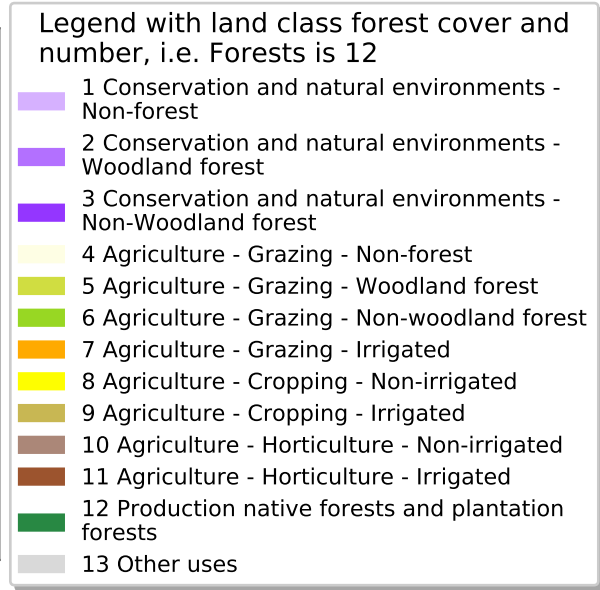 Legend with land class forest cover and
number, i.e. Forests is 12
1 Conservation and natural environments -
Non-forest
2 Conservation and natural environments -
Woodland forest
3 Conservation and natural environments -
Non-Woodland forest
4 Agriculture - Grazing - Non-forest
5 Agriculture - Grazing - Woodland forest
6 Agriculture - Grazing - Non-woodland forest
7 Agriculture - Grazing - Irrigated
8 Agriculture - Cropping - Non-irrigated
9 Agriculture - Cropping - Irrigated
10 Agriculture - Horticulture - Non-irrigated
11 Agriculture - Horticulture - Irrigated
12 Production native forests and plantation
forests
13 Other uses